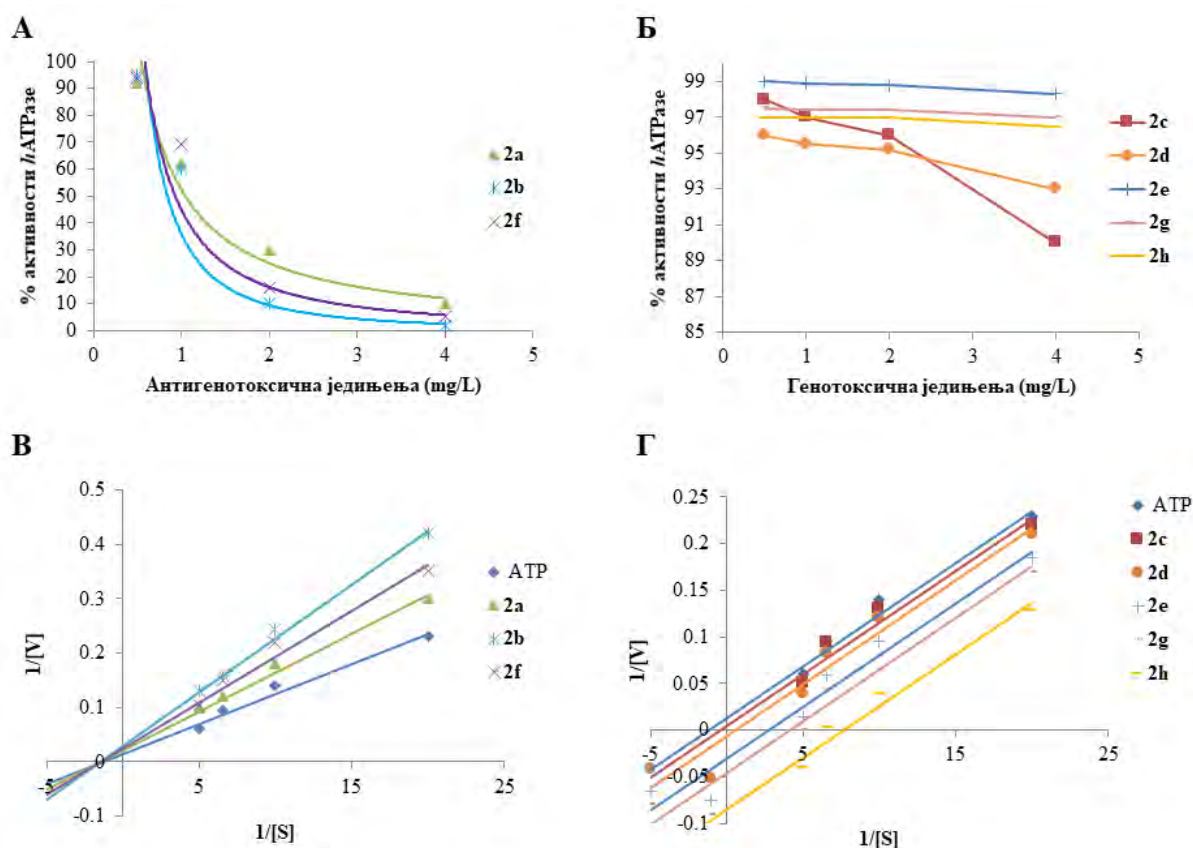 А
% активности hATPазе
100
90
80
70
60
50
40
30
20
10
0
0
1
2
3
4
5
2a
2b
2f
Антигенотоксична једињења (mg/L)
Б
% активности hATPазе
99
97
95
93
91
89
87
85
0
1
2
3
4
5
2c
2d
2e
2g
2h
Генотоксична једињења (mg/L)
В
1/[V]
0.5
0.4
0.3
0.2
0.1
0
-0.1
-5
5
15
25
ATP
2a
2b
2f
1/[S]
Г
1/[V]
0.25
0.2
0.15
0.1
0.05
0
-0.05
-0.1
-5
5
15
25
ATP
2c
2d
2e
2g
2h
1/[S]